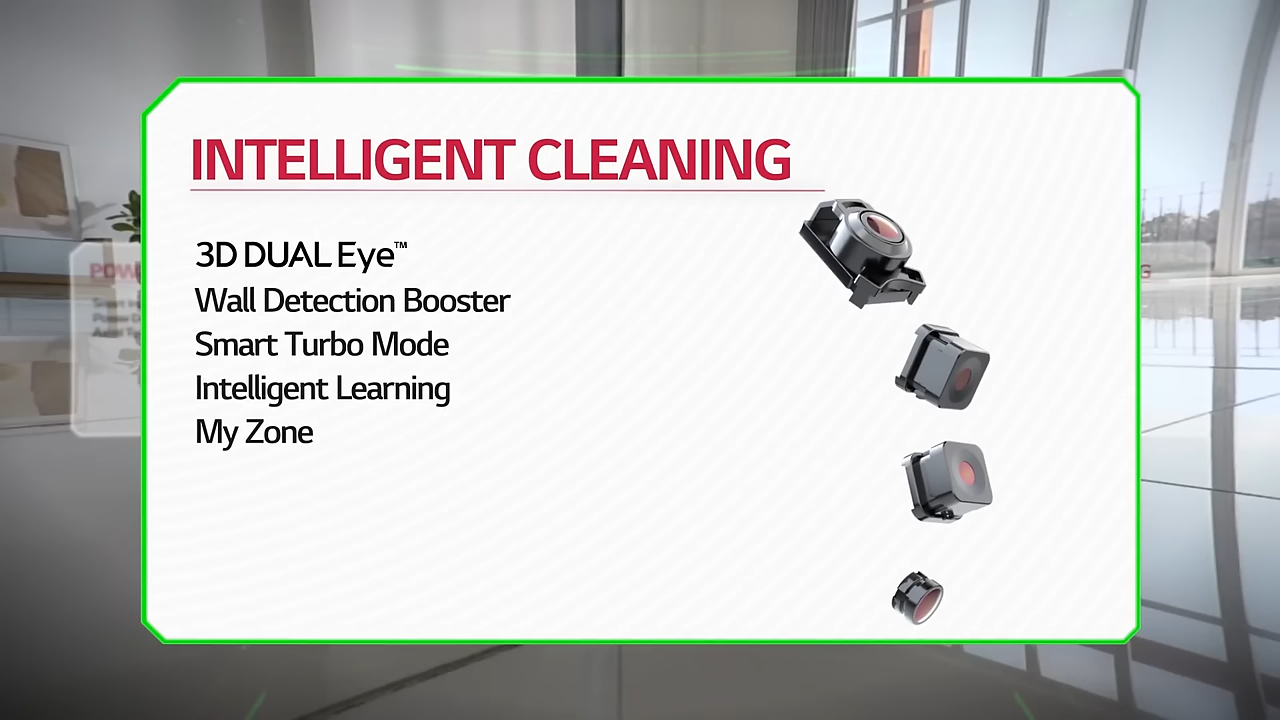 INTELLIGENT CLEANING
3D DUAL Eye™
Wall Detection Booster
Smart Turbo Mode
Intelligent Learning
My Zone